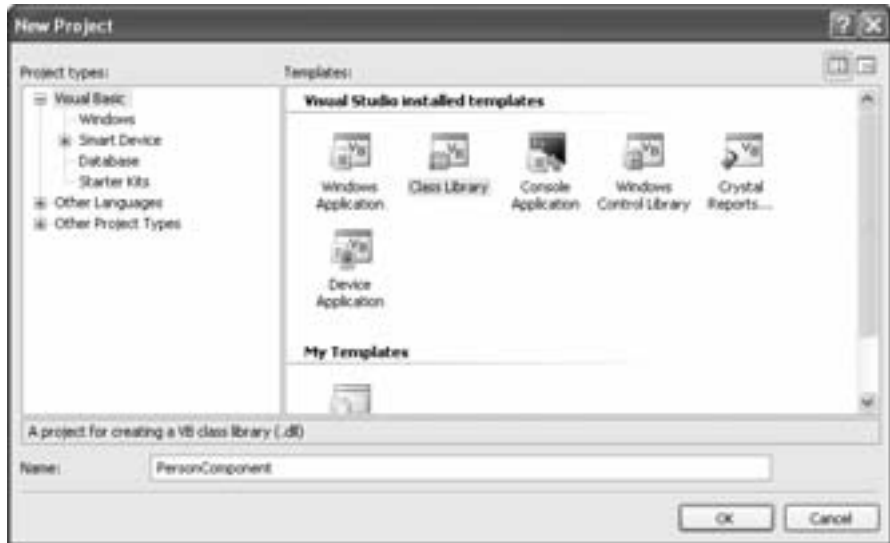 New Project
Project types:
Templates:
Visual Basic
Windows
Smart Device
Database
Starter Kits
Other Languages
Other Project Types
Visual Studio installed templates
Windows Application
Class Library
Console Application
Windows Control Library
Crystal Reports....
Device Application
My Templates
A project for creating a VB class library (.dll)
Name:
PersonComponent
OK
Cancel